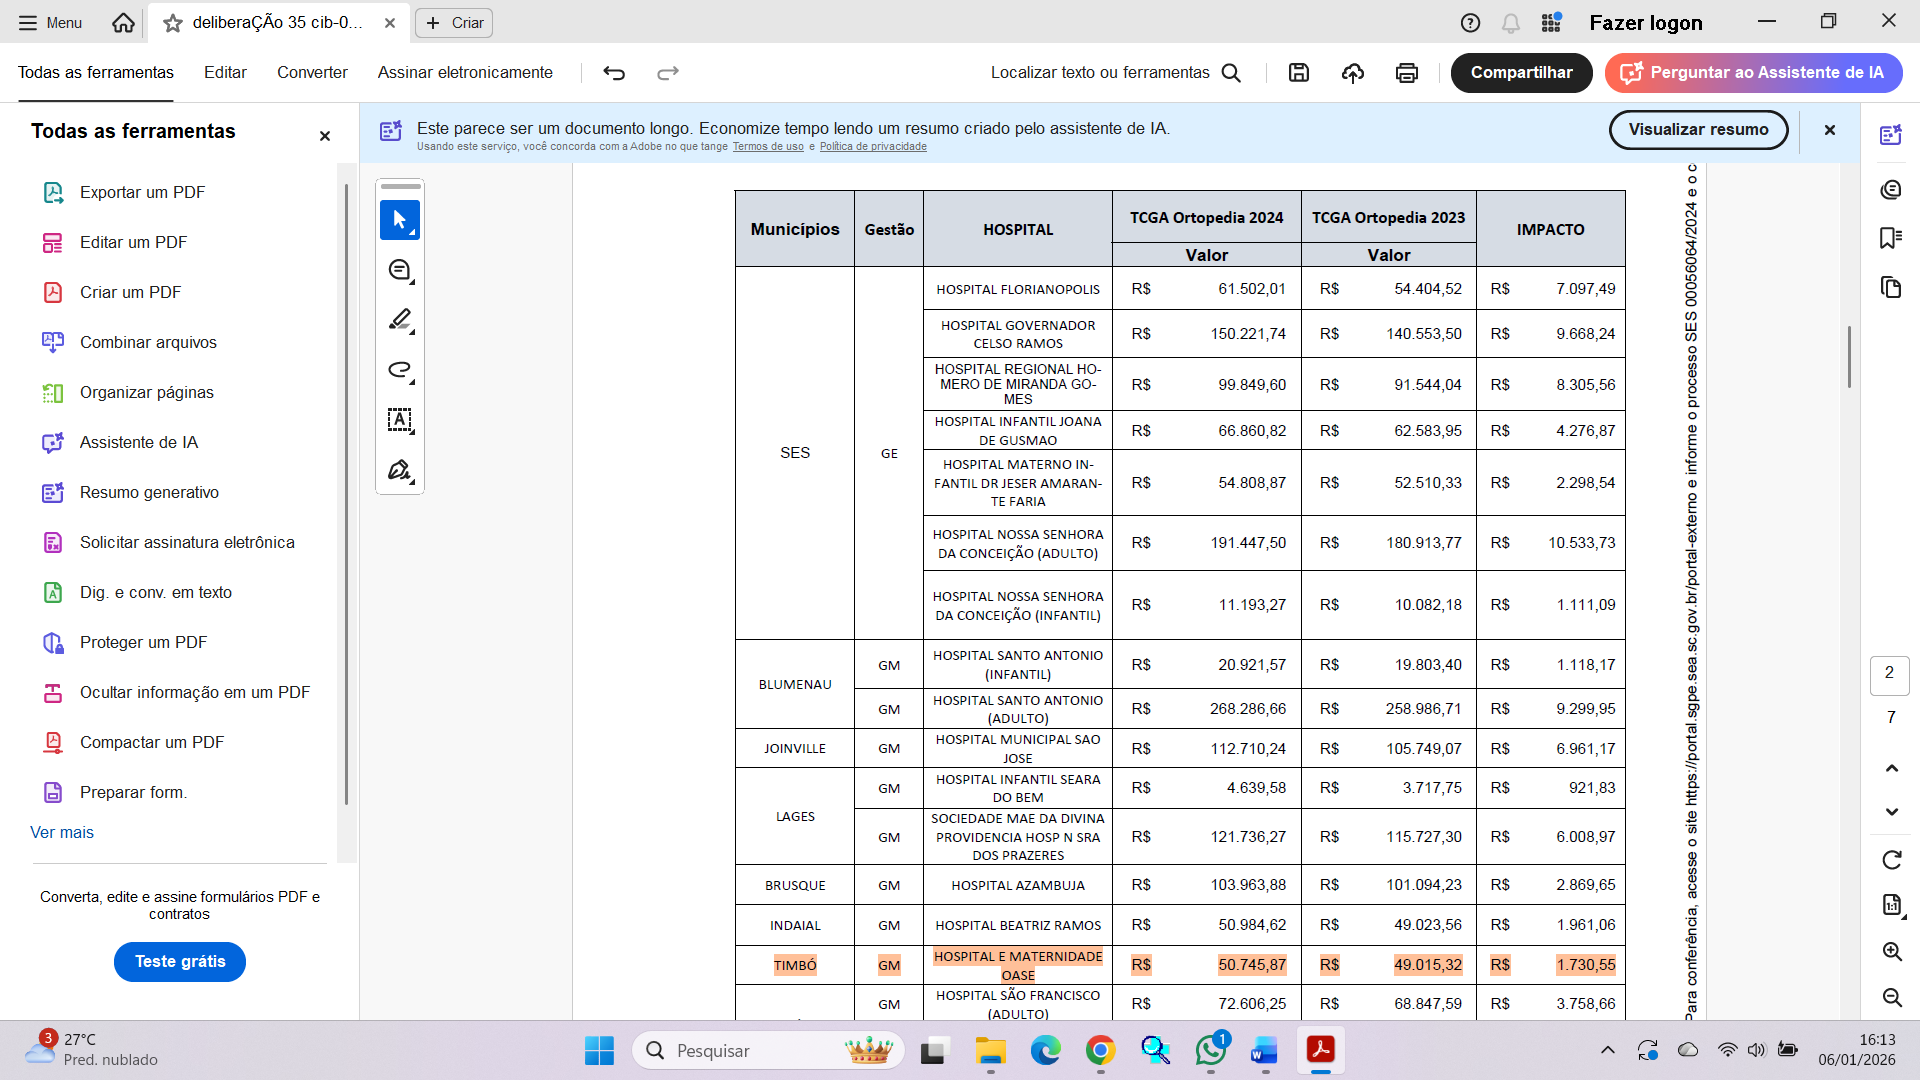 Menu
deliberaÇÃo 35 cib-0...
Criar
Fazer logon
Todas as ferramentas
Editar
Converter
Assinar eletronicamente
Localizar texto ou ferramentas
Compartilhar
Perguntar ao Assistente de IA
Todas as ferramentas
Este parece ser um documento longo. Economize tempo lendo um resumo criado pelo assistente de IA.
Usando este serviço, você concorda com a Adobe no que tange Termos de uso e Política de privacidade
Visualizar resumo
Exportar um PDF
Editar um PDF
Criar um PDF
Combinar arquivos
Organizar páginas
Assistente de IA
Resumo generativo
Solicitar assinatura eletrônica
Dig. e conv. em texto
Proteger um PDF
Ocultar informação em um PDF
Compactar um PDF
Preparar form.
Ver mais
Converta, edite e assine formulários PDF e
contratos
Teste grátis
Municípios Gestão HOSPITAL TCGA Ortopedia 2024 TCGA Ortopedia 2023 IMPACTO
Valor Valor
SES GE
HOSPITAL FLORIANOPOLIS R$ 61.502,01 R$ 54.404,52 R$ 7.097,49
HOSPITAL GOVERNADOR
CELSO RAMOS R$ 150.221,74 R$ 140.553,50 R$ 9.668,24
HOSPITAL REGIONAL HO-
MERO DE MIRANDA GO-
MES R$ 99.849,60 R$ 91.544,04 R$ 8.305,56
HOSPITAL INFANTIL JOANA
DE GUSMAO R$ 66.860,82 R$ 62.583,95 R$ 4.276,87
HOSPITAL MATERNO IN-
FANTIL DR JESER AMARAN-
TE FARIA R$ 54.808,87 R$ 52.510,33 R$ 2.298,54
HOSPITAL NOSSA SENHORA
DA CONCEIÇÃO (ADULTO) R$ 191.447,50 R$ 180.913,77 R$ 10.533,73
HOSPITAL NOSSA SENHORA
DA CONCEIÇÃO (INFANTIL) R$ 11.193,27 R$ 10.082,18 R$ 1.111,09
BLUMENAU
GM HOSPITAL SANTO ANTONIO
(INFANTIL) R$ 20.921,57 R$ 19.803,40 R$ 1.118,17
GM HOSPITAL SANTO ANTONIO
(ADULTO) R$ 268.286,66 R$ 258.986,71 R$ 9.299,95
JOINVILLE GM HOSPITAL MUNICIPAL SAO
JOSE R$ 112.710,24 R$ 105.749,07 R$ 6.961,17
LAGES
GM HOSPITAL INFANTIL SEARA
DO BEM R$ 4.639,58 R$ 3.717,75 R$ 921,83
GM SOCIEDADE MAE DA DIVINA
PROVIDENCIA HOSP N SRA
DOS PRAZERES R$ 121.736,27 R$ 115.727,30 R$ 6.008,97
BRUSQUE GM HOSPITAL AZAMBUJA R$ 103.963,88 R$ 101.094,23 R$ 2.869,65
INDAIAL GM HOSPITAL BEATRIZ RAMOS R$ 50.984,62 R$ 49.023,56 R$ 1.961,06
TIMBÓ GM HOSPITAL E MATERNIDADE
OASE R$ 50.745,87 R$ 49.015,32 R$ 1.730,55
GM HOSPITAL SÃO FRANCISCO
(ADULTO) R$ 72.606,25 R$ 68.847,59 R$ 3.758,66
Para conferência, acesse o site https://portal.sgpe.sea.sc.gov.br/portal-externo e informe o processo SES 00056064/2024 e o c
2
7
3
27°C
Pred. nublado
Pesquisar
1
16:13
06/01/2026